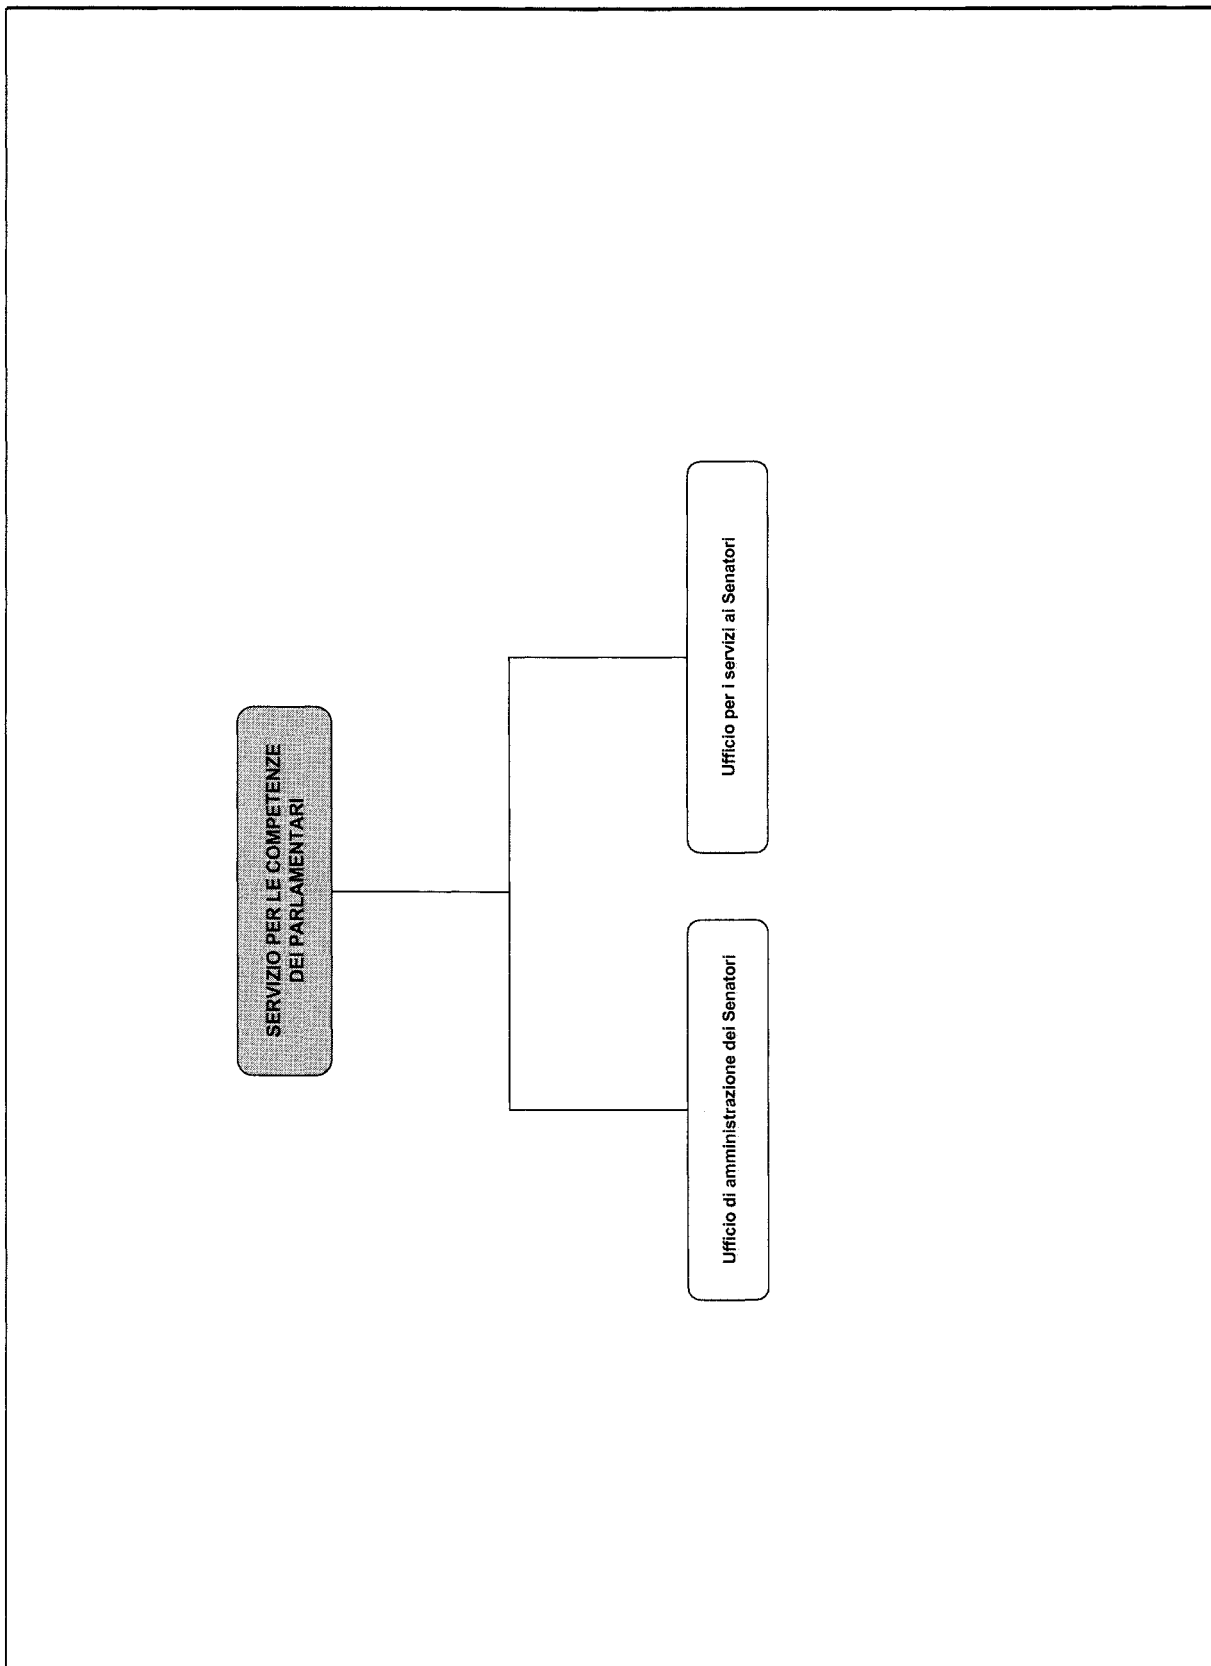 SERVIZIO PER LE COMPETENZE
DEI PARLAMENTARI
Ufficio di amministrazione dei Senatori
Ufficio per i servizi ai Senatori